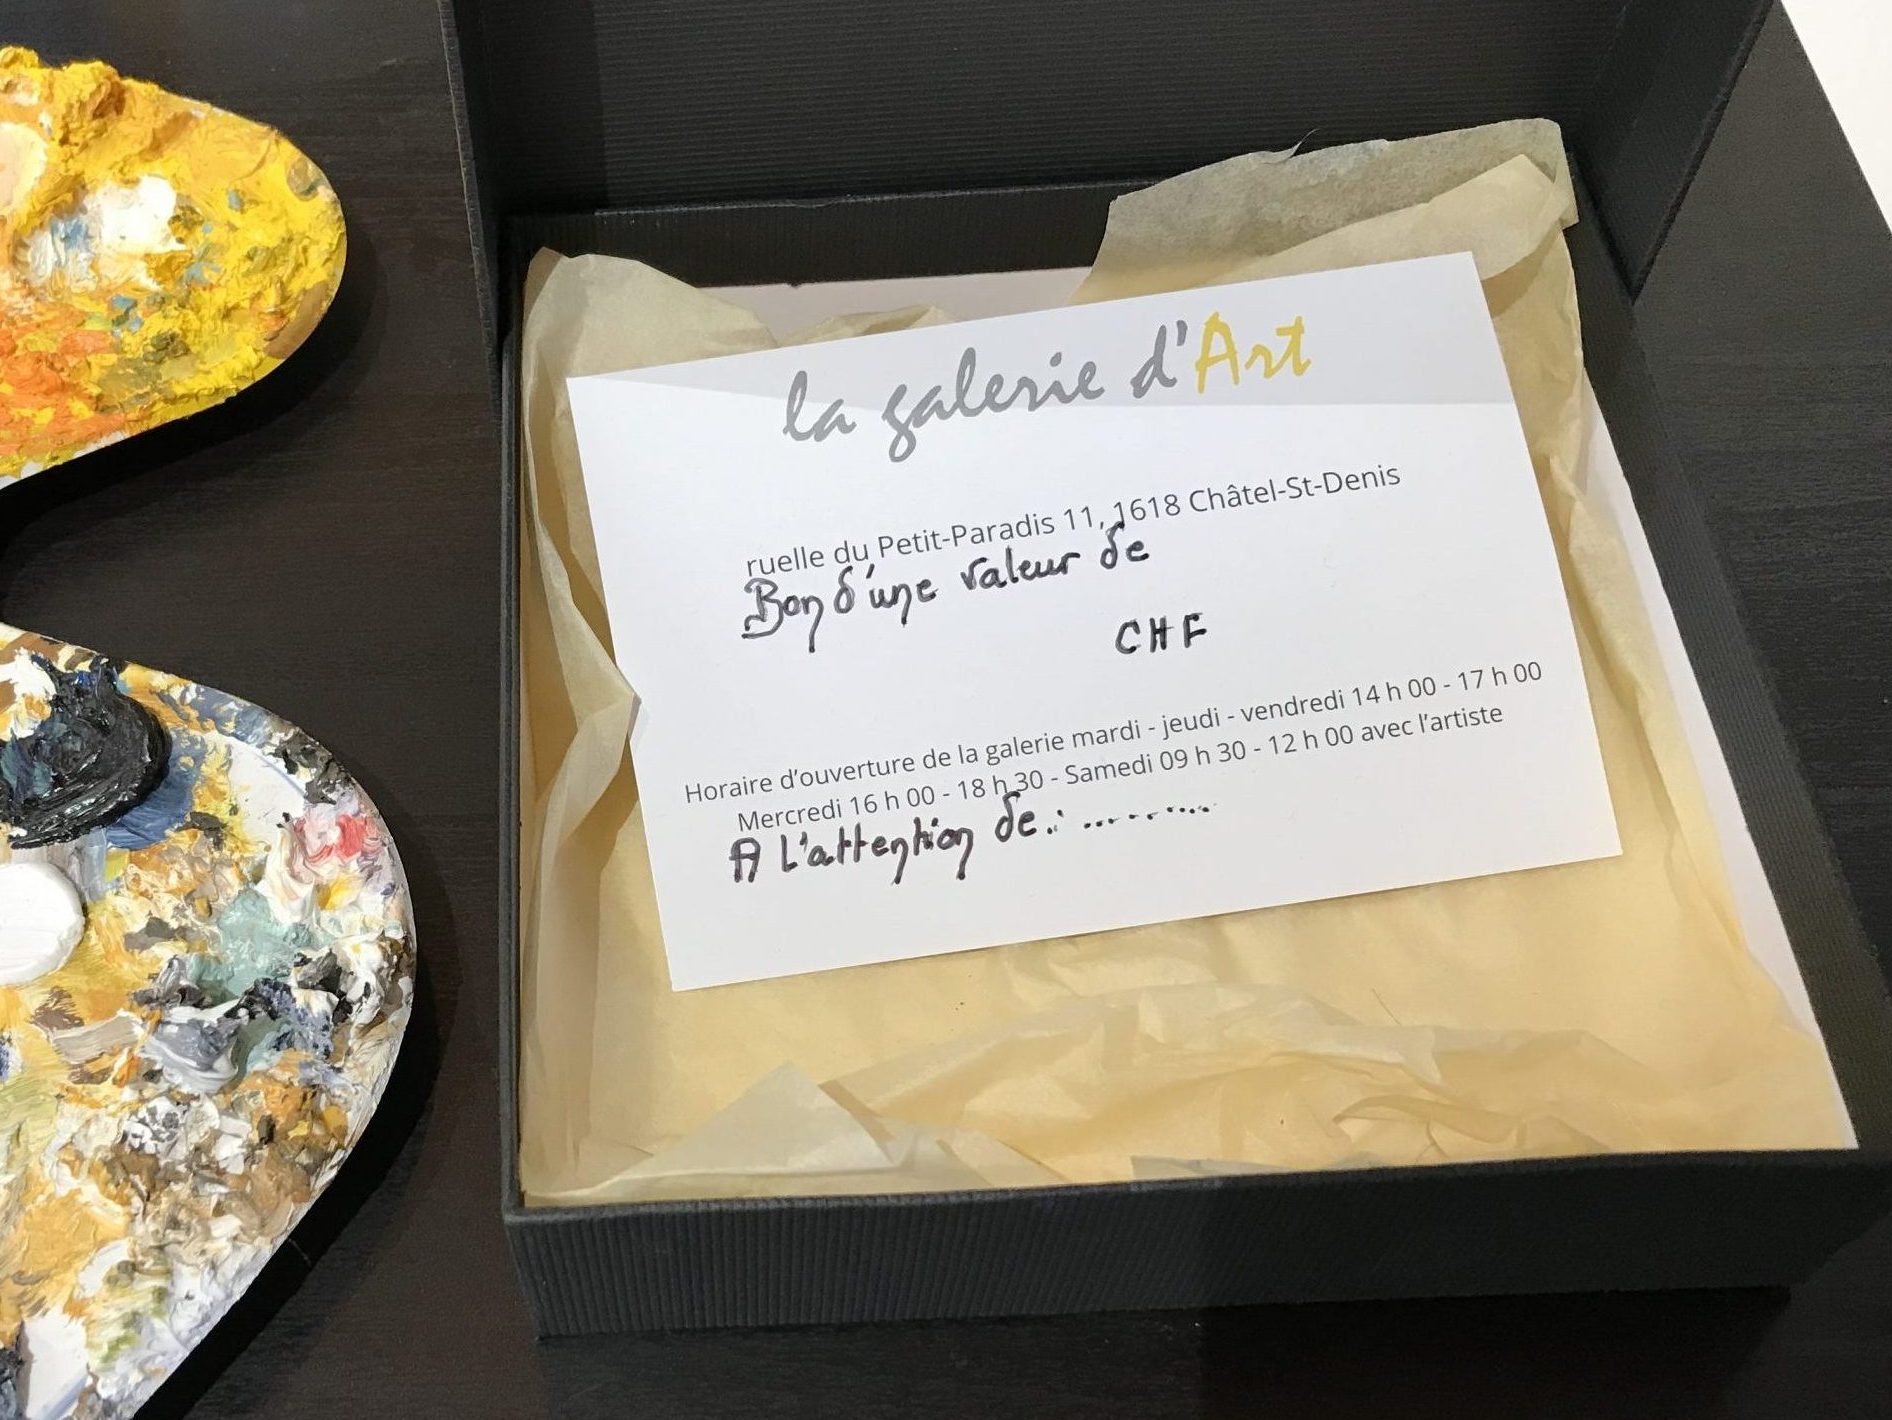 la galerie d'Art
ruelle du Petit-Paradis 11, 1618 Châtel-St-Denis
Bon d'une valeur de
CHF
Horaire d'ouverture de la galerie mardi - jeudi - vendredi 14 h 00 - 17 h 00
Mercredi 16 h 00 - 18 h 30 - Samedi 09 h 30 - 12 h 00 avec l'artiste
A L'attention de : .........